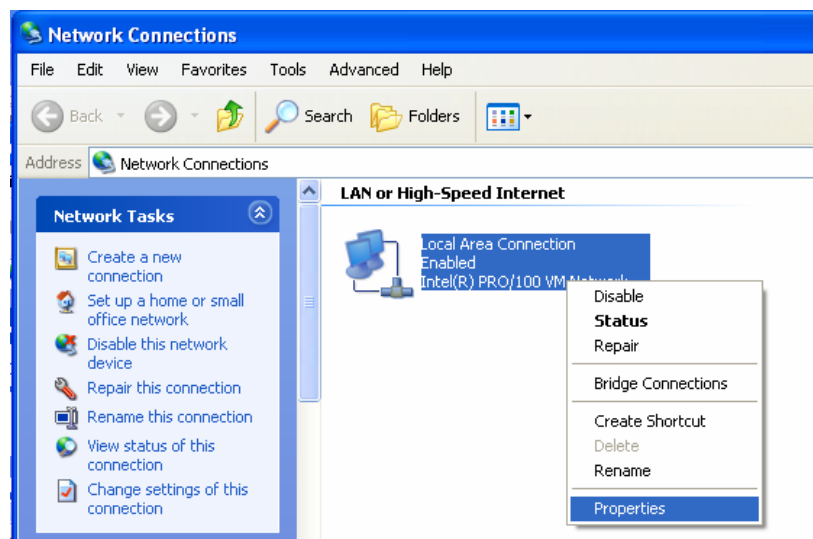 Network Connections
File Edit View Favorites Tools Advanced Help
Back Search Folders
Address Network Connections
Network Tasks
Create a new
connection
Set up a home or small
office network
Disable this network
device
Repair this connection
Rename this connection
View status of this
connection
Change settings of this
connection
LAN or High-Speed Internet
Local Area Connection
Enabled
Intel(R) PRO/100 VM Network
Disable
Status
Repair
Bridge Connections
Create Shortcut
Delete
Rename
Properties